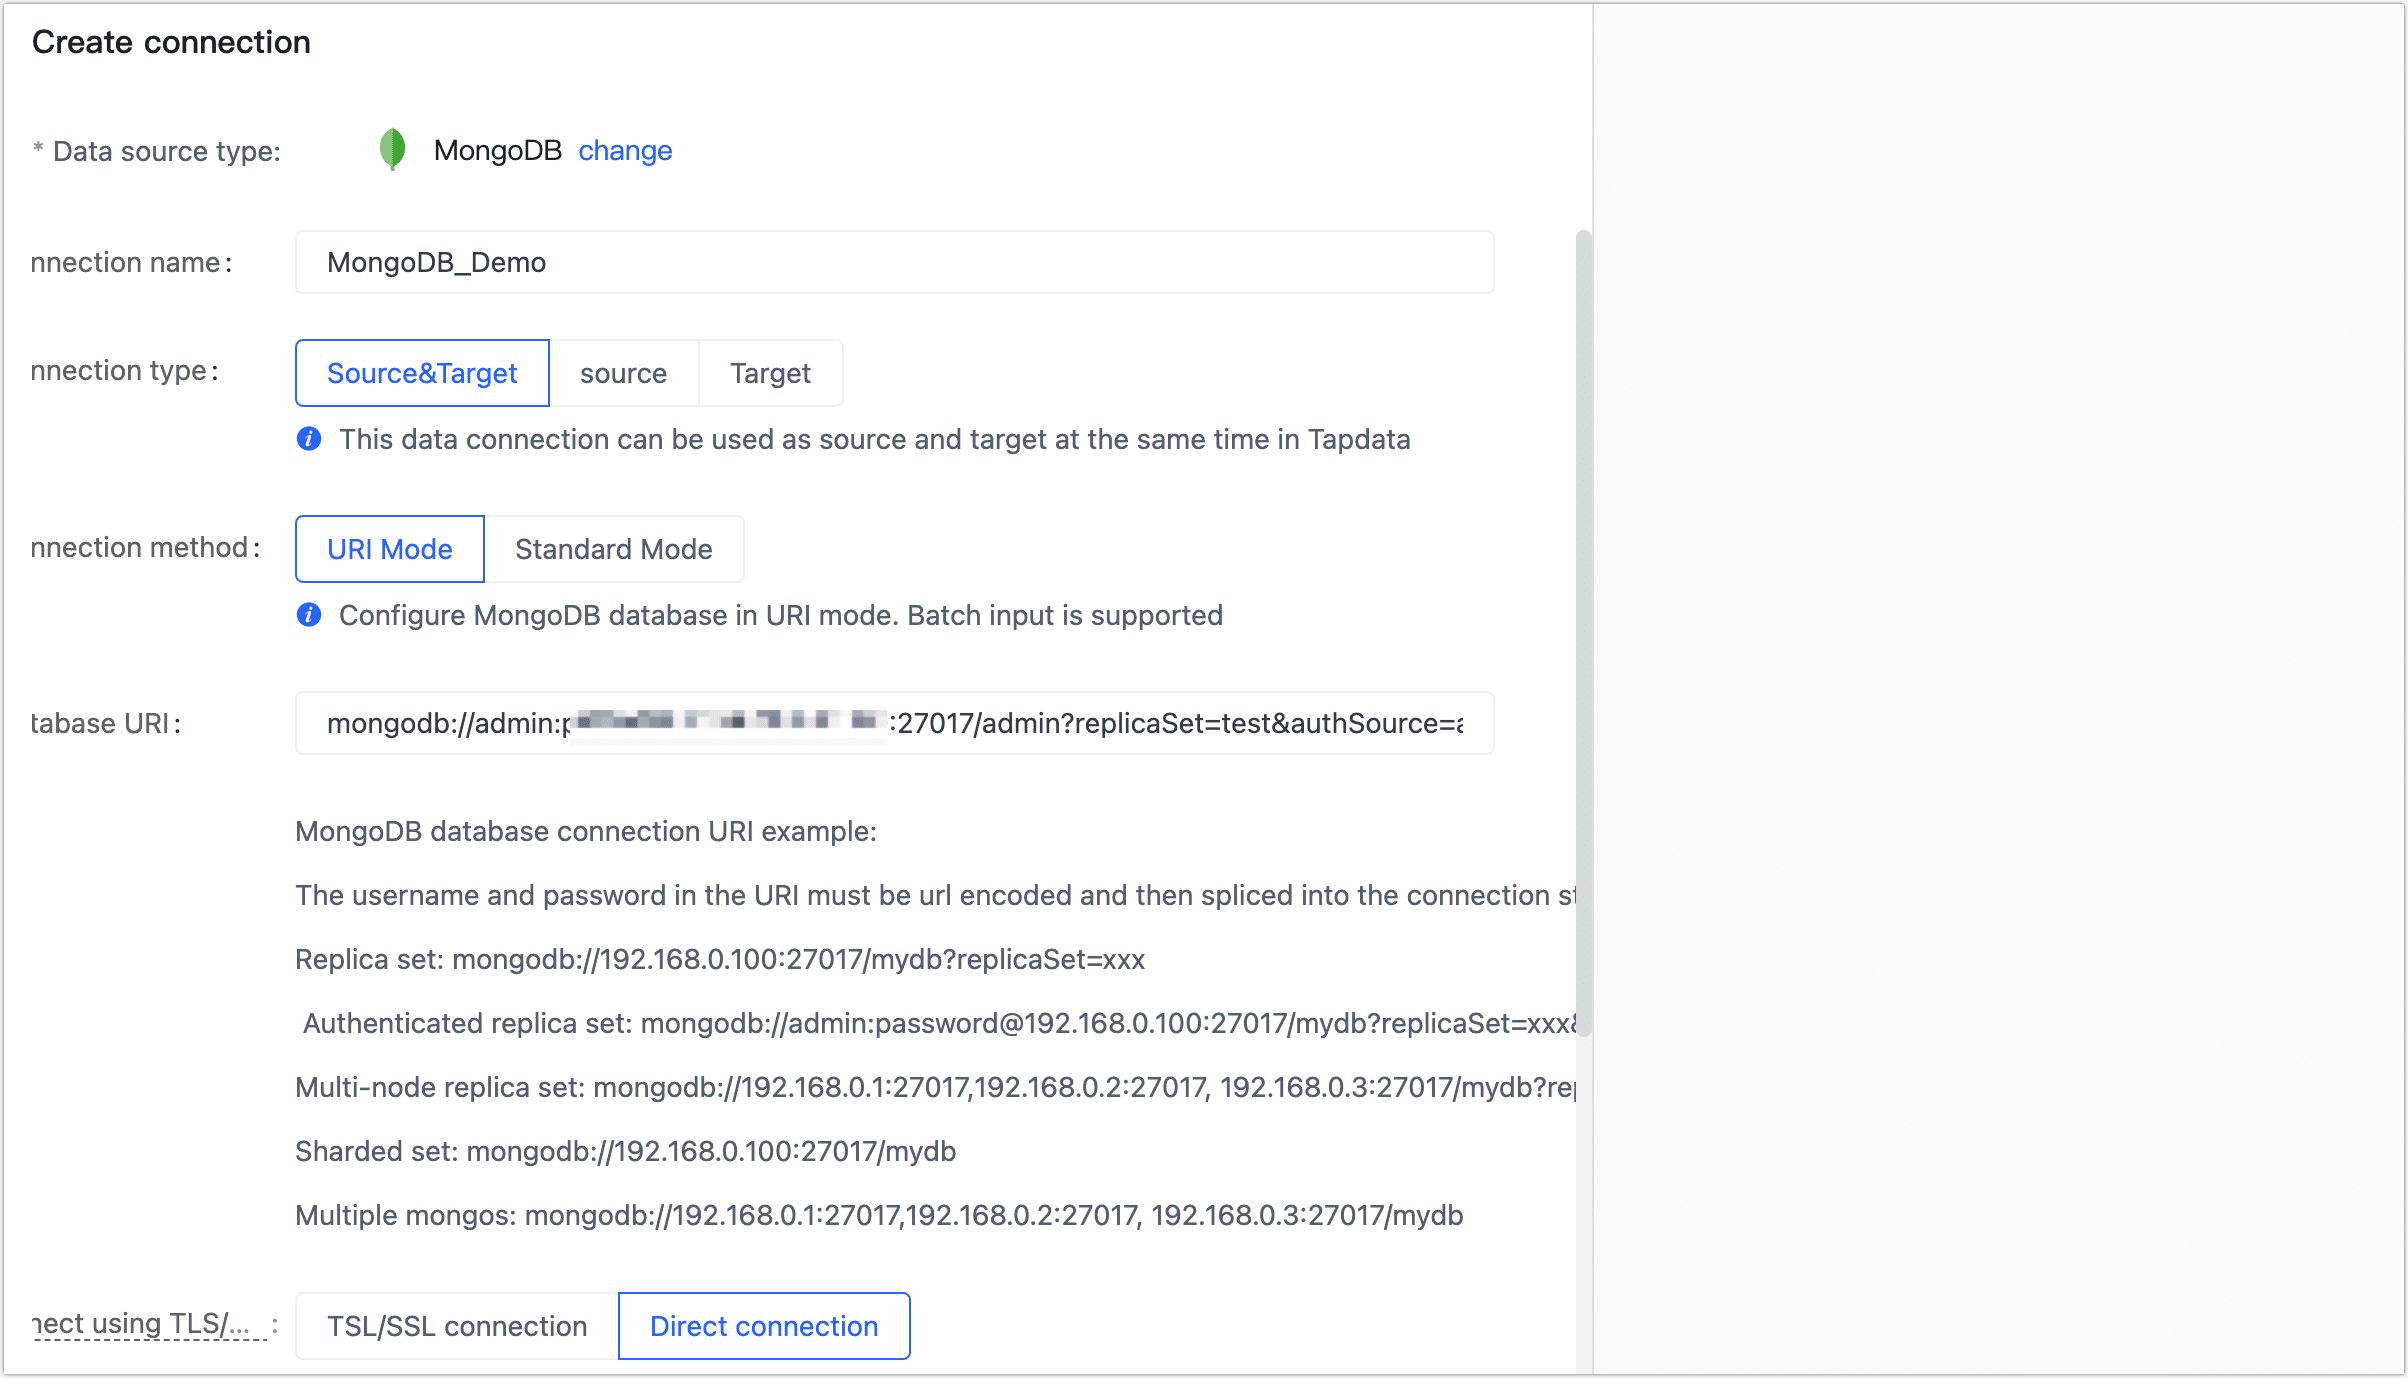 Create connection
* Data source type: MongoDB change
nnection name: MongoDB_Demo
nnection type: Source&Target source Target
This data connection can be used as source and target at the same time in Tapdata
nnection method: URI Mode Standard Mode
Configure MongoDB database in URI mode. Batch input is supported
tabase URI: mongodb://admin:p :27017/admin?replicaSet=test&authSource=a
MongoDB database connection URI example:
The username and password in the URI must be url encoded and then spliced into the connection st
Replica set: mongodb://192.168.0.100:27017/mydb?replicaSet=xxx
Authenticated replica set: mongodb://admin:password@192.168.0.100:27017/mydb?replicaSet=xxx&
Multi-node replica set: mongodb://192.168.0.1:27017,192.168.0.2:27017, 192.168.0.3:27017/mydb?rep
Sharded set: mongodb://192.168.0.100:27017/mydb
Multiple mongos: mongodb://192.168.0.1:27017,192.168.0.2:27017, 192.168.0.3:27017/mydb
nect using TLS/... : TSL/SSL connection Direct connection